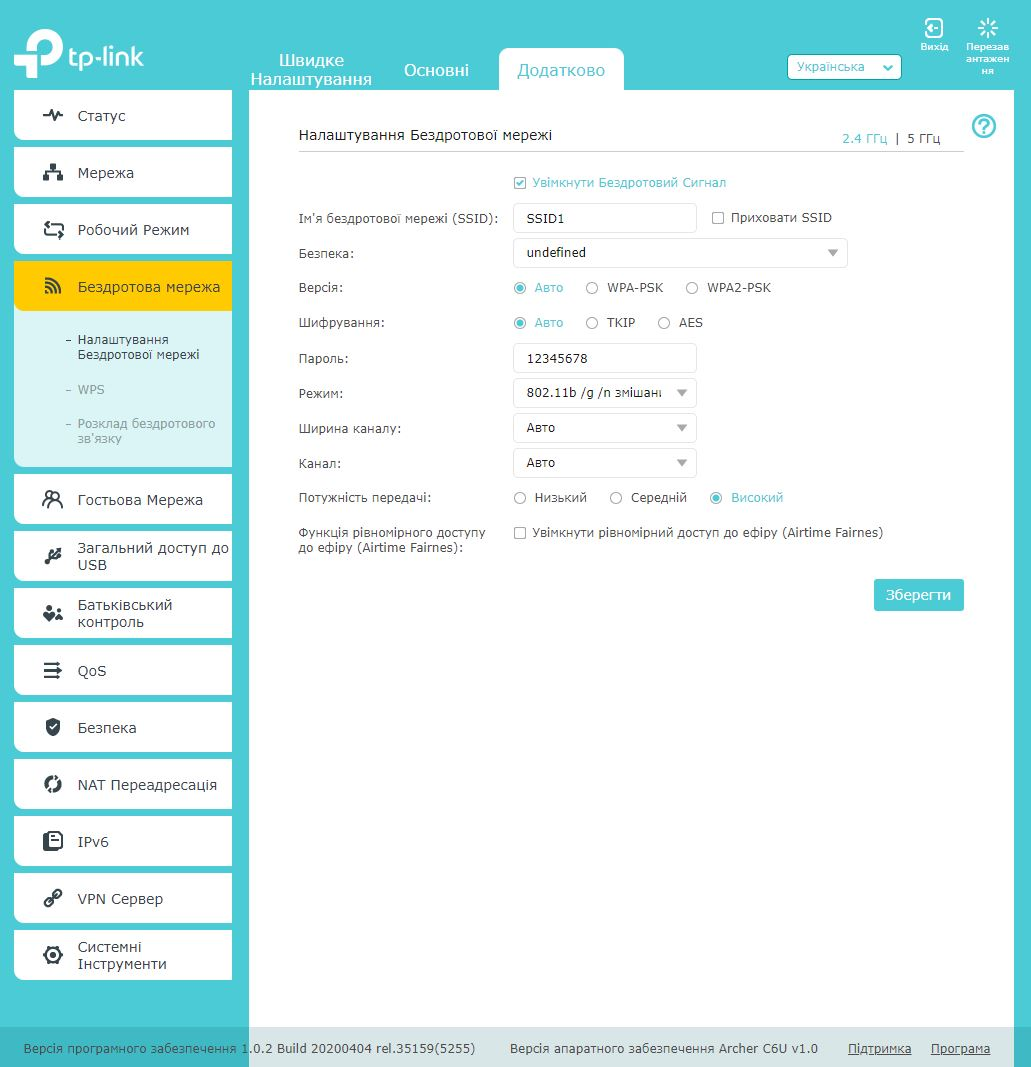 tp-link
Швидке
Налаштування
Основні
Додатково
Українська
Вихід
Перезав
антажен
ня
Статус
Мережа
Робочий Режим
Бездротова мережа
– Налаштування
Бездротової мережі
– WPS
– Розклад бездротового
зв'язку
Гостьова Мережа
Загальний доступ до
USB
Батьківський
контроль
QoS
Безпека
NAT Переадресація
IPv6
VPN Сервер
Системні
Інструменти
Налаштування Бездротової мережі
2.4 ГГц | 5 ГГц
?
Увімкнути Бездротовий Сигнал
Ім'я бездротової мережі (SSID): SSID1 Приховати SSID
Безпека: undefined
Версія: Авто WPA-PSK WPA2-PSK
Шифрування: Авто TKIP AES
Пароль: 12345678
Режим: 802.11b /g /n змішані
Ширина каналу: Авто
Канал: Авто
Потужність передачі: Низький Середній Високий
Функція рівномірного доступу
до ефіру (Airtime Fairnes):
Увімкнути рівномірний доступ до ефіру (Airtime Fairnes)
Зберегти
Версія програмного забезпечення 1.0.2 Build 20200404 rel.35159(5255) Версія апаратного забезпечення Archer C6U v1.0 Підтримка Програма